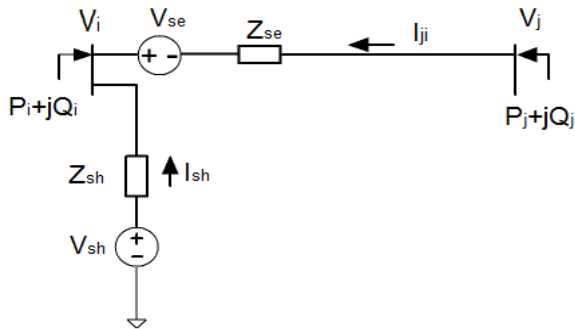 Vi
Vse
Zse
Iji
Vj
+ -
Pi+jQi
Pj+jQj
Zsh
Ish
Vsh
+
-